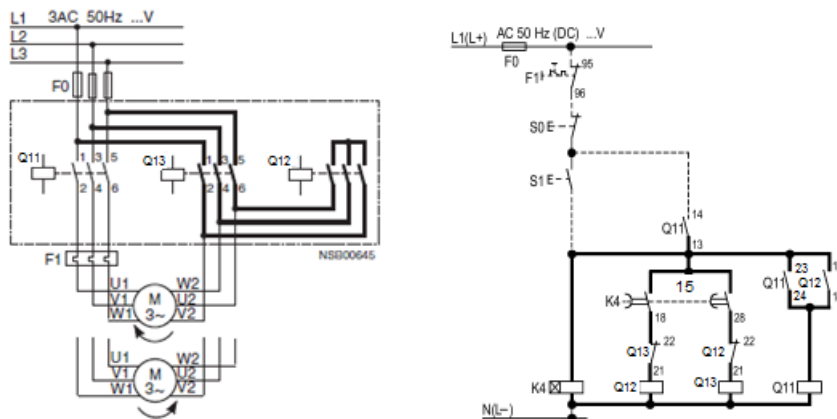 L1 3AC 50Hz ...V
L2
L3
F0
Q11 1 3 5 Q13 1 3 5 Q12
2 4 6 2 4 6
NSB00645
F1
U1 M 3~ W2
V1 U2
W1 V2
U1 M 3~ W2
V1 U2
W1 V2
L1(L+) AC 50 Hz (DC) ...V
F0
F1 95
96
S0 E
S1 E
Q11 14
13
K4 15 Q11 23 Q12 1
24 1
18 28
Q13 22 Q12 22
21 21
K4 Q12 Q13 Q11
N(L–)